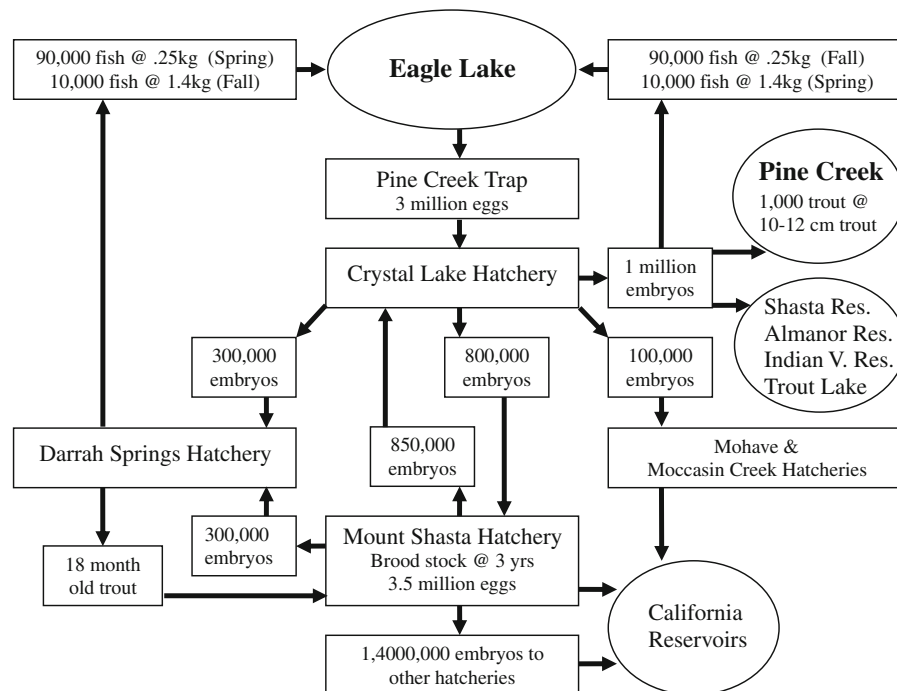 90,000 fish @ .25kg (Spring)
10,000 fish @ 1.4kg (Fall)
Eagle Lake
90,000 fish @ .25kg (Fall)
10,000 fish @ 1.4kg (Spring)
Pine Creek Trap
3 million eggs
Pine Creek
1,000 trout @
10-12 cm trout
Crystal Lake Hatchery
1 million
embryos
Shasta Res.
Almanor Res.
Indian V. Res.
Trout Lake
300,000
embryos
800,000
embryos
100,000
embryos
Darrah Springs Hatchery
850,000
embryos
Mohave &
Moccasin Creek Hatcheries
300,000
embryos
Mount Shasta Hatchery
Brood stock @ 3 yrs
3.5 million eggs
18 month
old trout
California
Reservoirs
1,4000,000 embryos to
other hatcheries